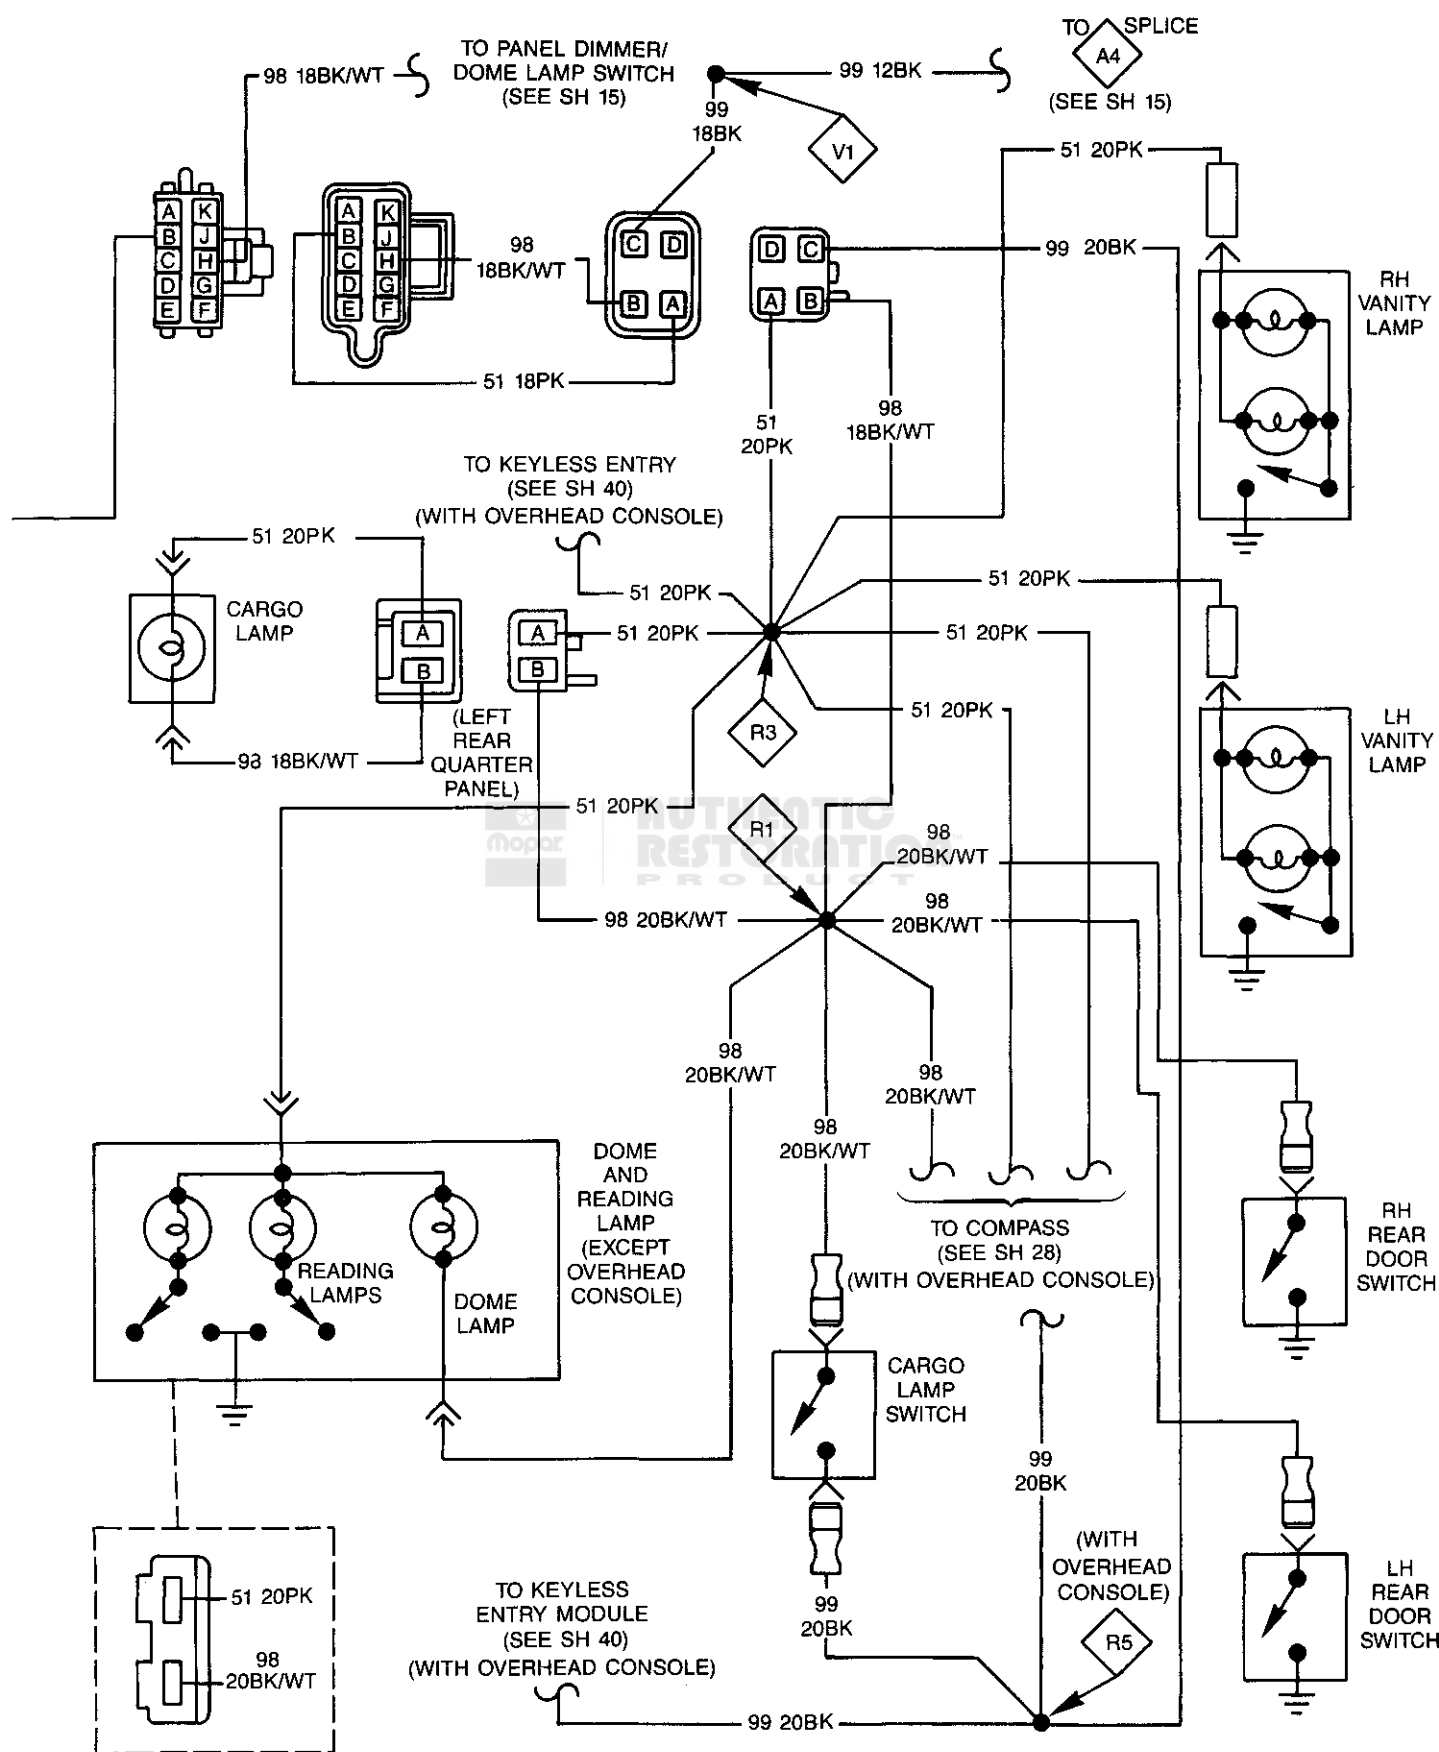 TO SPLICE
A4
(SEE SH 15)
98 18BK/WT
TO PANEL DIMMER/
DOME LAMP SWITCH
(SEE SH 15)
99 12BK
99
18BK
V1
51 20PK
A K
B J
C H
D G
E F
A K
B J
C H
D G
E F
98
18BK/WT
C D
B A
D C
A B
99 20BK
RH
VANITY
LAMP
51 18PK
51
20PK
98
18BK/WT
TO KEYLESS ENTRY
(SEE SH 40)
(WITH OVERHEAD CONSOLE)
51 20PK
51 20PK
51 20PK
CARGO
LAMP
A
B
A
B
51 20PK
51 20PK
51 20PK
R3
LH
VANITY
LAMP
(LEFT
REAR
QUARTER
PANEL)
98 18BK/WT
51 20PK
R1
Mopar
AUTHENTIC
RESTORATION™
PRODUCT
98
20BK/WT
98 20BK/WT
98
20BK/WT
98
20BK/WT
98
20BK/WT
98
20BK/WT
DOME
AND
READING
LAMP
(EXCEPT
OVERHEAD
CONSOLE)
READING
LAMPS
DOME
LAMP
TO COMPASS
(SEE SH 28)
(WITH OVERHEAD CONSOLE)
RH
REAR
DOOR
SWITCH
CARGO
LAMP
SWITCH
99
20BK
(WITH
OVERHEAD
CONSOLE)
R5
LH
REAR
DOOR
SWITCH
51 20PK
98
20BK/WT
TO KEYLESS
ENTRY MODULE
(SEE SH 40)
(WITH OVERHEAD CONSOLE)
99
20BK
99 20BK